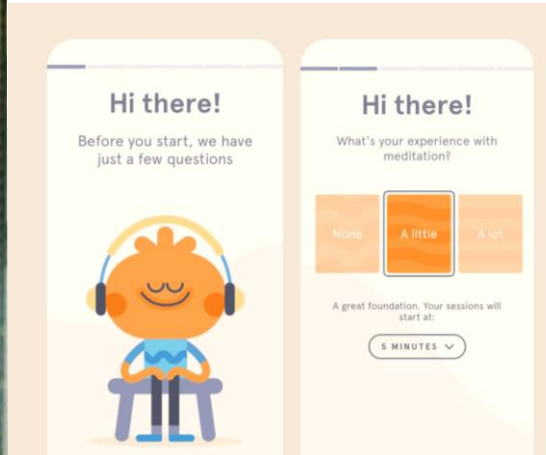 Hi there!
Before you start, we have
just a few questions
Hi there!
What's your experience with
meditation?
None
A little
A lot
A great foundation. Your sessions will
start at:
5 MINUTES